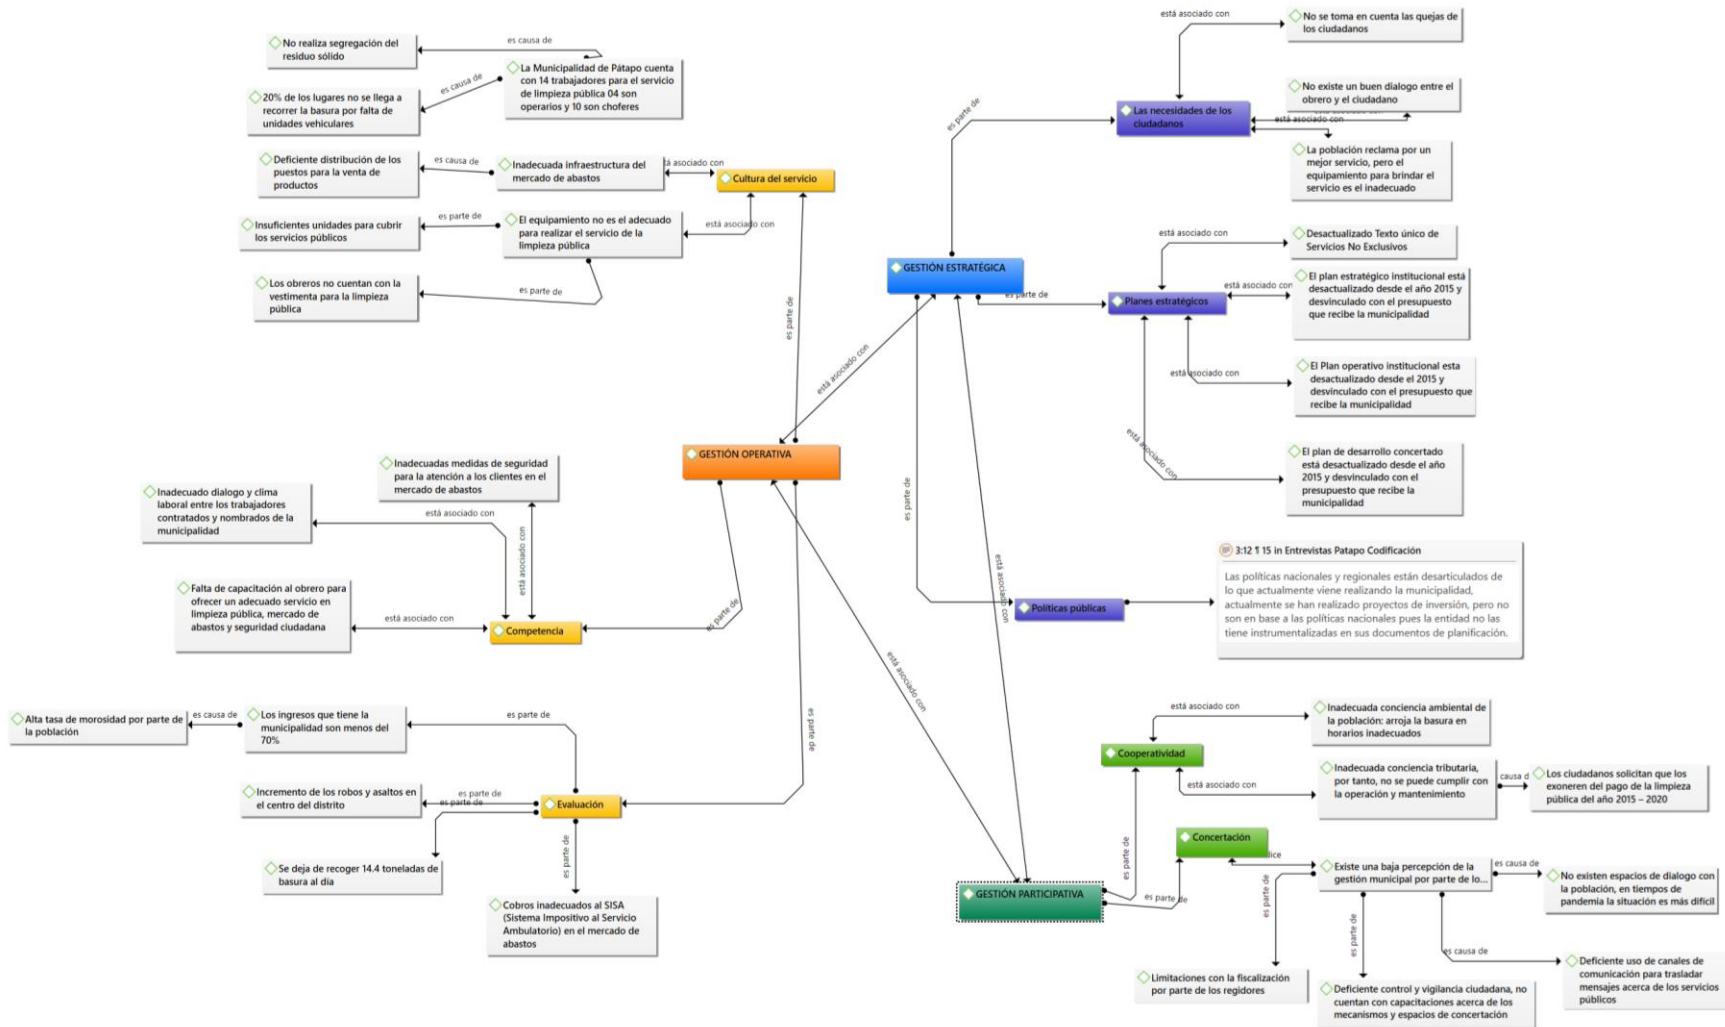 No realiza segregación del
residuo sólido
es causa de
La Municipalidad de Pátapo cuenta
con 14 trabajadores para el servicio
de limpieza pública 04 son
operarios y 10 son choferes
es causa de
20% de los lugares no se llega a
recorrer la basura por falta de
unidades vehiculares
Deficiente distribución de los
puestos para la venta de
productos
es causa de
Inadecuada infraestructura del
mercado de abastos
á asociado con
Cultura del servicio
Insuficientes unidades para cubrir
los servicios públicos
es parte de
El equipamiento no es el adecuado
para realizar el servicio de la
limpieza pública
está asociado con
Los obreros no cuentan con la
vestimenta para la limpieza
pública
es parte de
es parte de
está asociado con
No se toma en cuenta las quejas de
los ciudadanos
es parte de
Las necesidades de los
ciudadanos
No existe un buen dialogo entre el
obrero y el ciudadano
está asociado con
está asociado con
La población reclama por un
mejor servicio, pero el
equipamiento para brindar el
servicio es el inadecuado
GESTIÓN ESTRATÉGICA
es parte de
Planes estratégicos
está asociado con
Desactualizado Texto único de
Servicios No Exclusivos
está asociado con
El plan estratégico institucional está
desactualizado desde el año 2015 y
desvinculado con el presupuesto
que recibe la municipalidad
está asociado con
El Plan operativo institucional esta
desactualizado desde el 2015 y
desvinculado con el presupuesto que
recibe la municipalidad
está asociado con
El plan de desarrollo concertado
está desactualizado desde el año
2015 y desvinculado con el
presupuesto que recibe la
municipalidad
está asociado con
GESTIÓN OPERATIVA
es parte de
Políticas públicas
3:12 ¶ 15 in Entrevistas Patapo Codificación
Las políticas nacionales y regionales están desarticulados de
lo que actualmente viene realizando la municipalidad,
actualmente se han realizado proyectos de inversión, pero no
son en base a las políticas nacionales pues la entidad no las
tiene instrumentalizadas en sus documentos de planificación.
está asociado con
está asociado con
Inadecuadas medidas de seguridad
para la atención a los clientes en el
mercado de abastos
Inadecuado dialogo y clima
laboral entre los trabajadores
contratados y nombrados de la
municipalidad
está asociado con
está asociado con
Falta de capacitación al obrero para
ofrecer un adecuado servicio en
limpieza pública, mercado de
abastos y seguridad ciudadana
está asociado con
Competencia
es parte de
es parte de
Alta tasa de morosidad por parte de
la población
es causa de
Los ingresos que tiene la
municipalidad son menos del
70%
es parte de
Incremento de los robos y asaltos en
el centro del distrito
es parte de
es parte de
Evaluación
Se deja de recoger 14.4 toneladas de
basura al día
es parte de
Cobros inadecuados al SISA
(Sistema Impositivo al Servicio
Ambulatorio) en el mercado de
abastos
está asociado con
Inadecuada conciencia ambiental de
la población: arroja la basura en
horarios inadecuados
Cooperatividad
está asociado con
Inadecuada conciencia tributaria,
por tanto, no se puede cumplir con
la operación y mantenimiento
causa d
Los ciudadanos solicitan que los
exoneren del pago de la limpieza
pública del año 2015 – 2020
Concertación
es parte de
GESTIÓN PARTICIPATIVA
es parte de
lice
Existe una baja percepción de la
gestión municipal por parte de lo...
es causa de
No existen espacios de dialogo con
la población, en tiempos de
pandemia la situación es más difícil
es parte de
es parte de
es causa de
Limitaciones con la fiscalización
por parte de los regidores
Deficiente control y vigilancia ciudadana, no
cuentan con capacitaciones acerca de los
mecanismos y espacios de concertación
Deficiente uso de canales de
comunicación para trasladar
mensajes acerca de los servicios
públicos